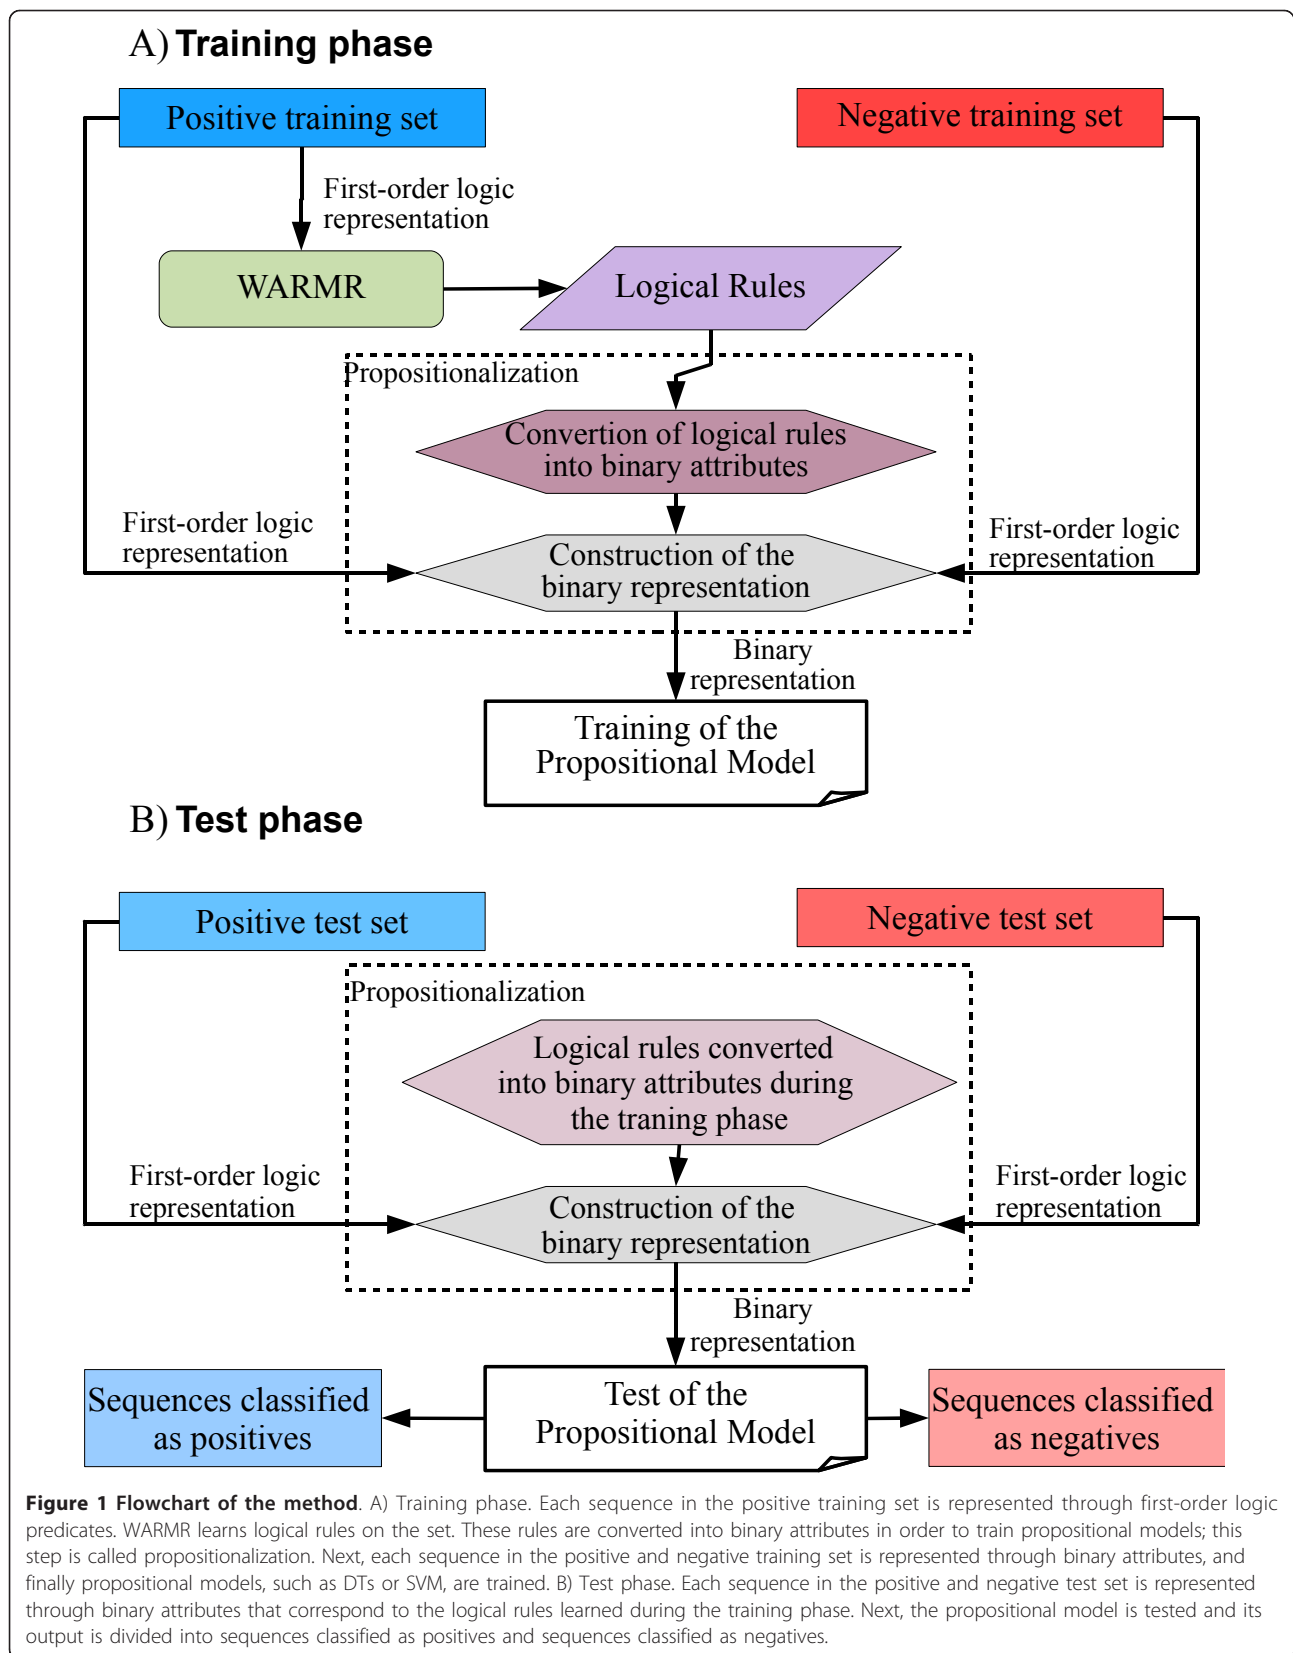 A) Training phase
Positive training set
Negative training set
First-order logic
representation
WARMR
Logical Rules
Propositionalization
Convertion of logical rules
into binary attributes
First-order logic
representation
First-order logic
representation
Construction of the
binary representation
Binary
representation
Training of the
Propositional Model
B) Test phase
Positive test set
Negative test set
Propositionalization
Logical rules converted
into binary attributes during
the traning phase
First-order logic
representation
First-order logic
representation
Construction of the
binary representation
Binary
representation
Sequences classified
as positives
Test of the
Propositional Model
Sequences classified
as negatives
Figure 1 Flowchart of the method. A) Training phase. Each sequence in the positive training set is represented through first-order logic
predicates. WARMR learns logical rules on the set. These rules are converted into binary attributes in order to train propositional models; this
step is called propositionalization. Next, each sequence in the positive and negative training set is represented through binary attributes, and
finally propositional models, such as DTs or SVM, are trained. B) Test phase. Each sequence in the positive and negative test set is represented
through binary attributes that correspond to the logical rules learned during the training phase. Next, the propositional model is tested and its
output is divided into sequences classified as positives and sequences classified as negatives.